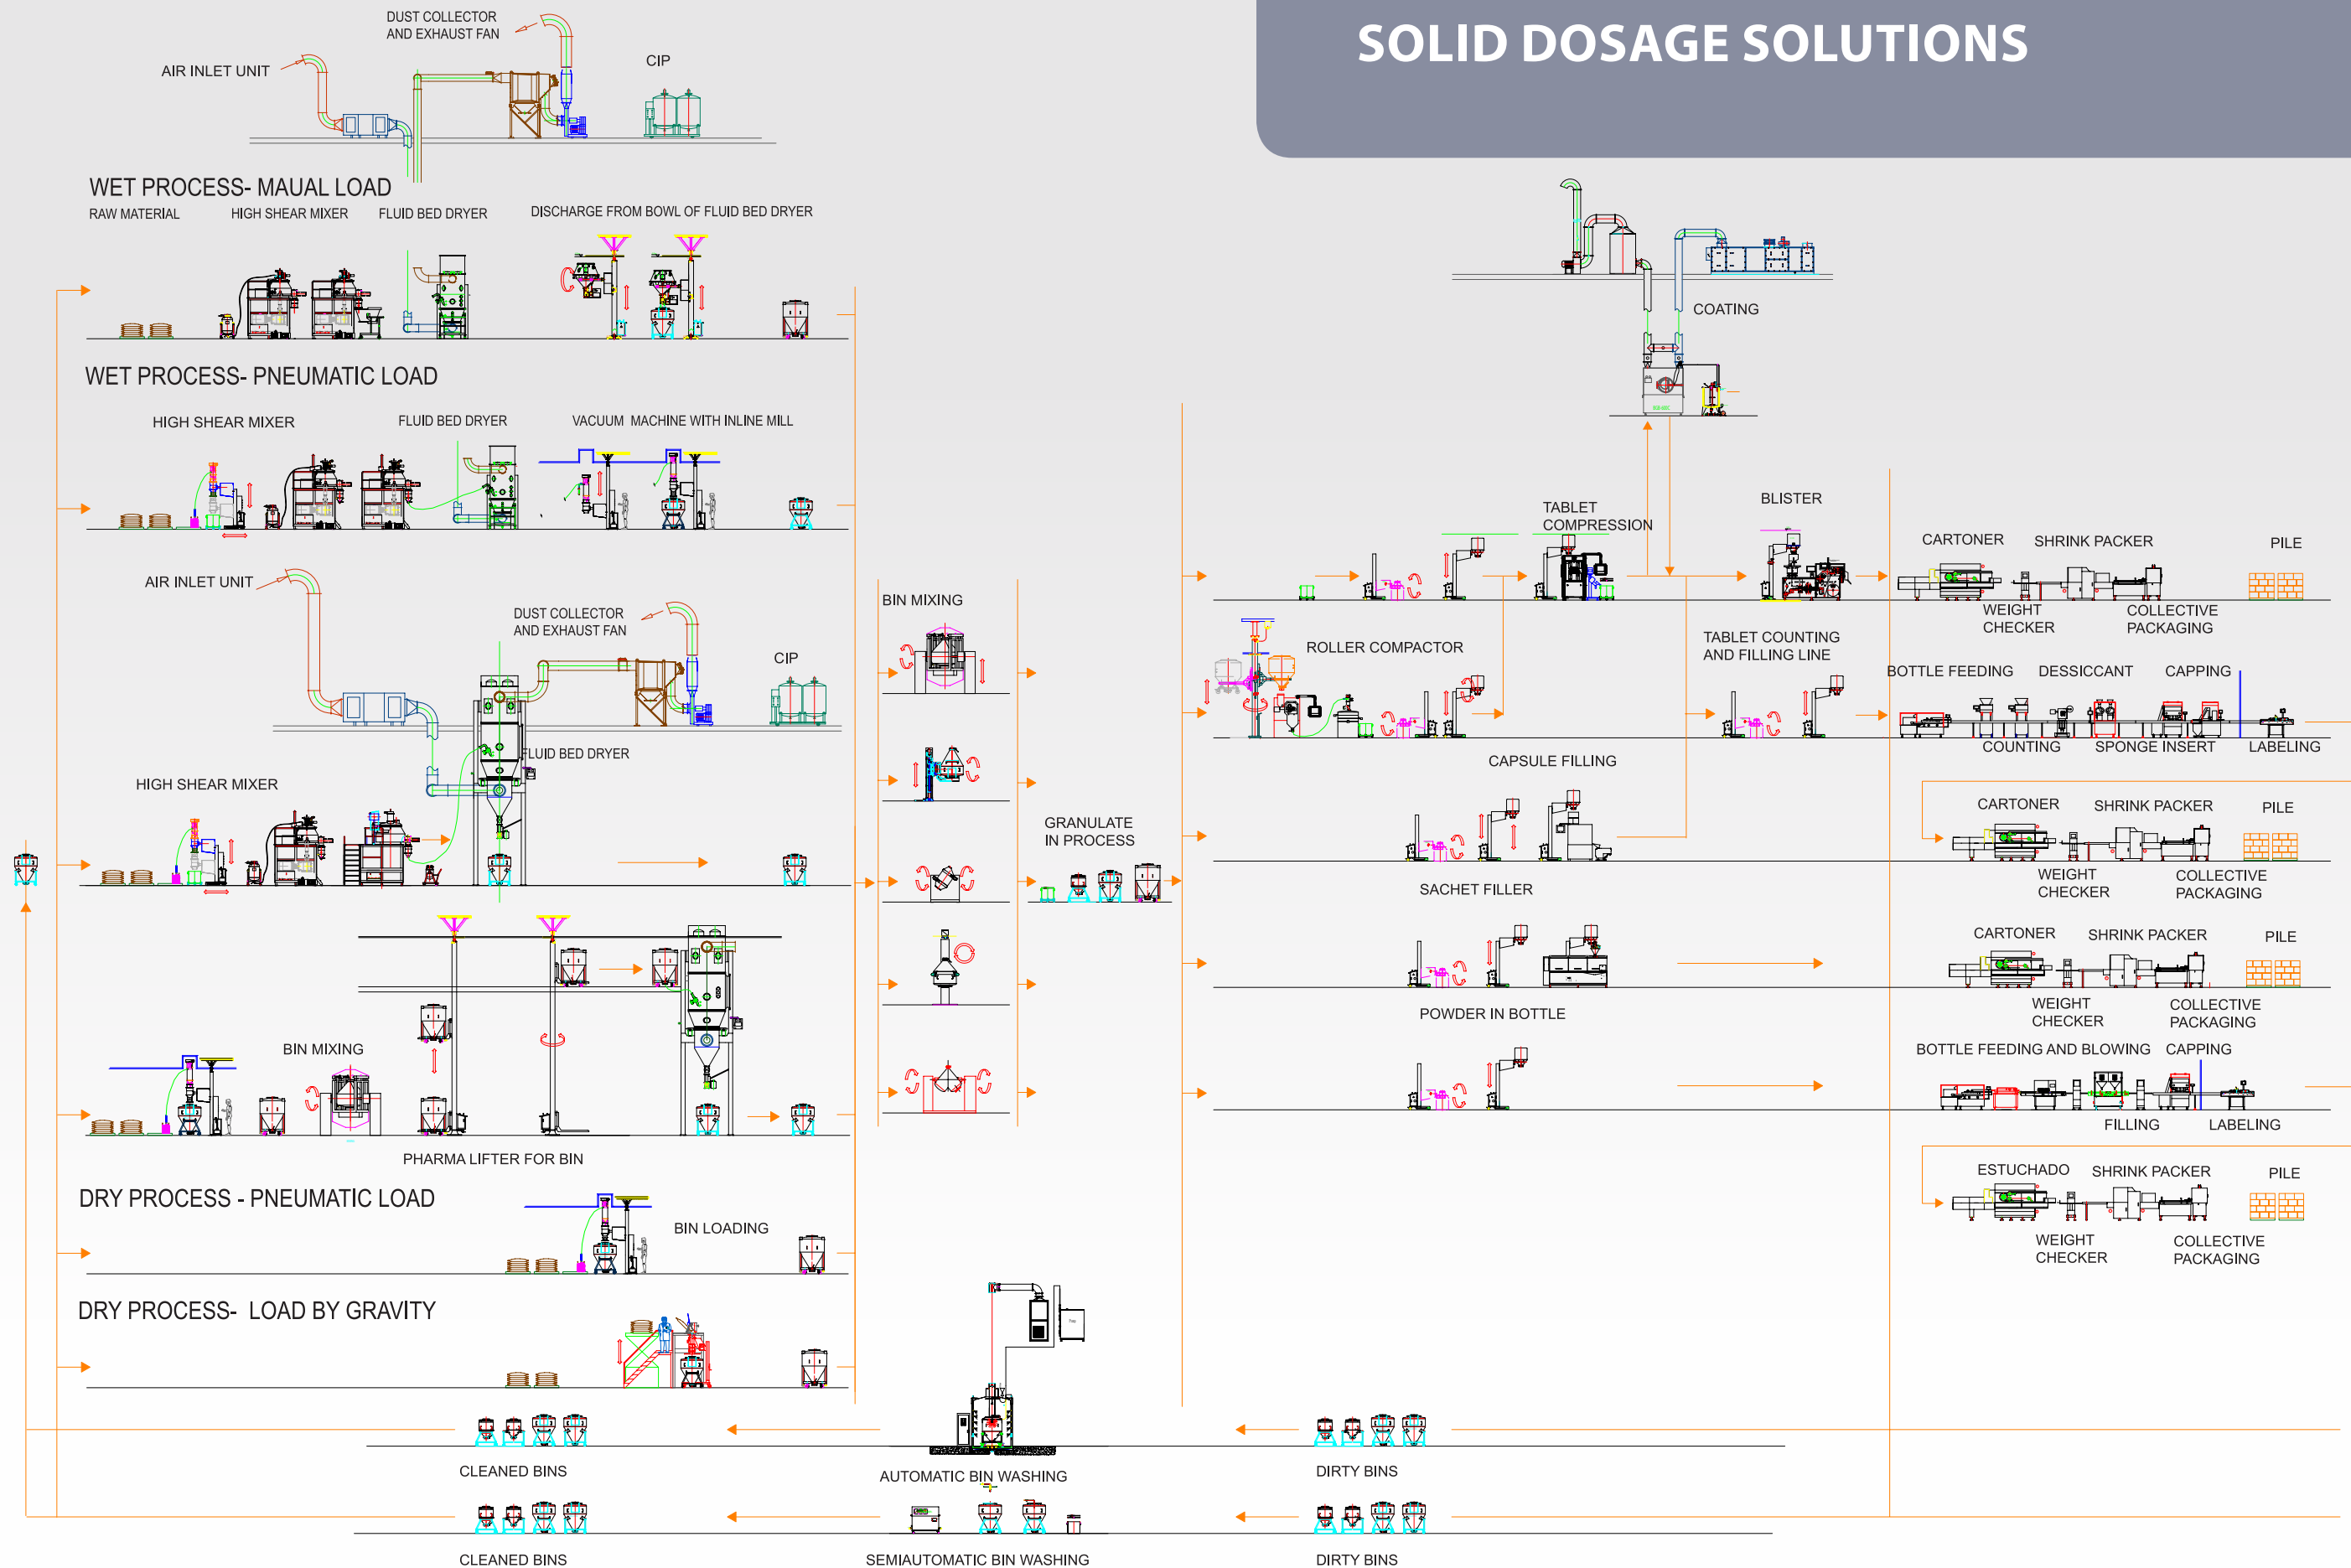 SOLID DOSAGE SOLUTIONS
DUST COLLECTOR
AND EXHAUST FAN
AIR INLET UNIT
CIP
WET PROCESS- MAUAL LOAD
RAW MATERIAL
HIGH SHEAR MIXER
FLUID BED DRYER
DISCHARGE FROM BOWL OF FLUID BED DRYER
WET PROCESS- PNEUMATIC LOAD
HIGH SHEAR MIXER
FLUID BED DRYER
VACUUM MACHINE WITH INLINE MILL
AIR INLET UNIT
DUST COLLECTOR
AND EXHAUST FAN
CIP
FLUID BED DRYER
HIGH SHEAR MIXER
BIN MIXING
PHARMA LIFTER FOR BIN
DRY PROCESS - PNEUMATIC LOAD
BIN LOADING
DRY PROCESS- LOAD BY GRAVITY
BIN MIXING
GRANULATE
IN PROCESS
COATING
TABLET
COMPRESSION
BLISTER
CARTONER
SHRINK PACKER
PILE
WEIGHT
CHECKER
COLLECTIVE
PACKAGING
ROLLER COMPACTOR
TABLET COUNTING
AND FILLING LINE
BOTTLE FEEDING
DESSICCANT
CAPPING
COUNTING
SPONGE INSERT
LABELING
CAPSULE FILLING
CARTONER
SHRINK PACKER
PILE
WEIGHT
CHECKER
COLLECTIVE
PACKAGING
SACHET FILLER
CARTONER
SHRINK PACKER
PILE
WEIGHT
CHECKER
COLLECTIVE
PACKAGING
POWDER IN BOTTLE
BOTTLE FEEDING AND BLOWING
CAPPING
FILLING
LABELING
ESTUCHADO
SHRINK PACKER
PILE
WEIGHT
CHECKER
COLLECTIVE
PACKAGING
CLEANED BINS
AUTOMATIC BIN WASHING
DIRTY BINS
CLEANED BINS
SEMIAUTOMATIC BIN WASHING
DIRTY BINS